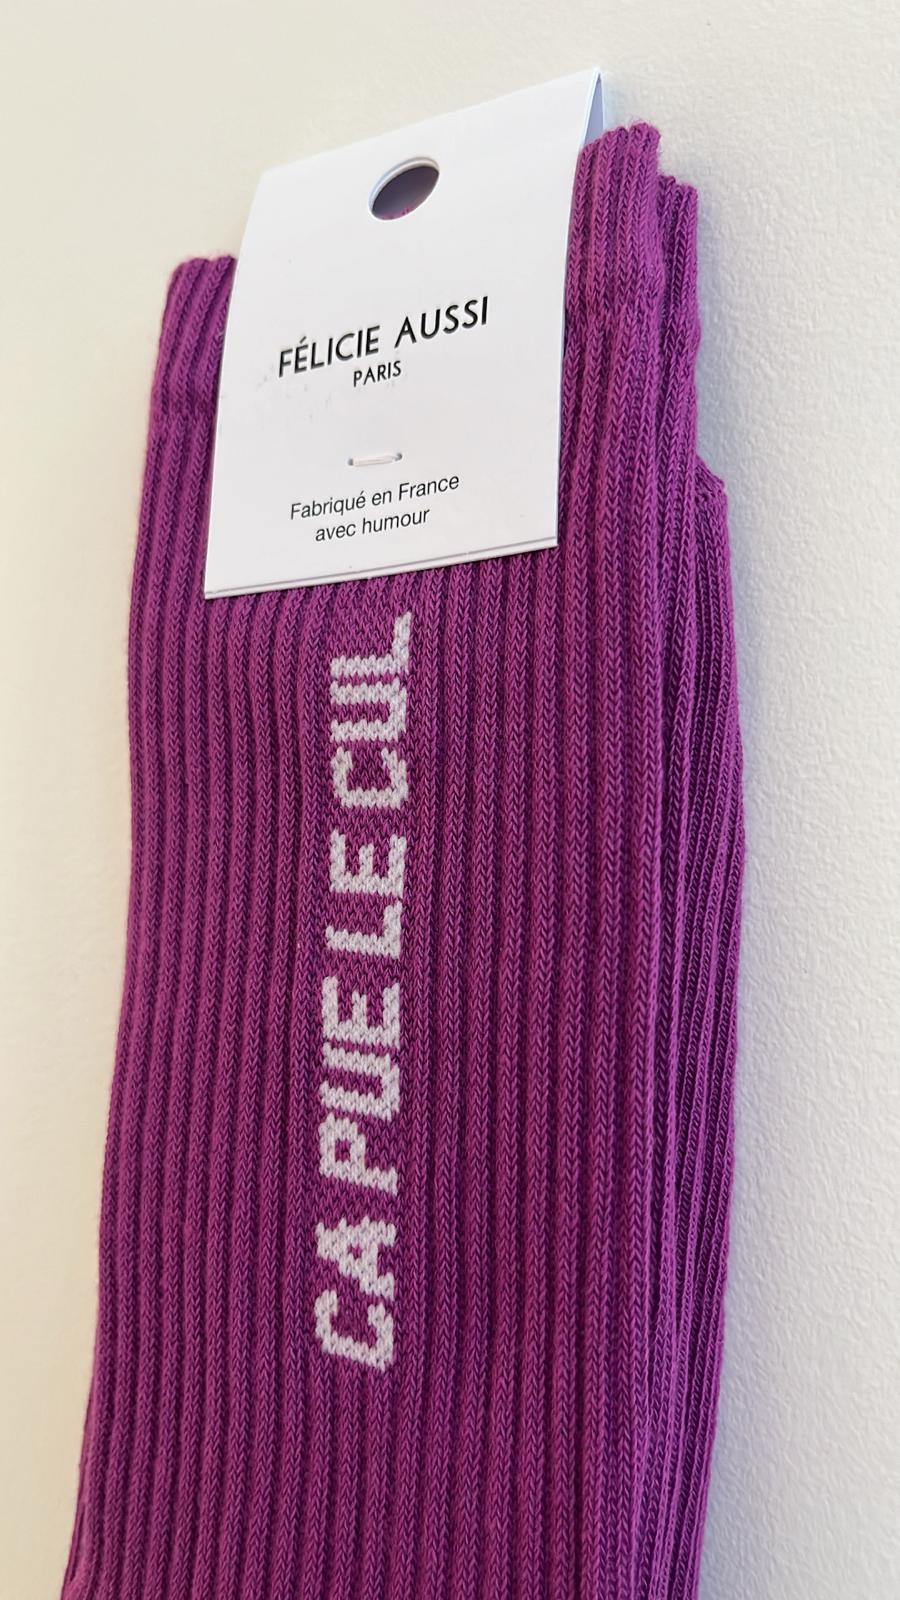 FÉLICIE AUSSI
PARIS
Fabriqué en France
avec humour
CA PUE LE CUL